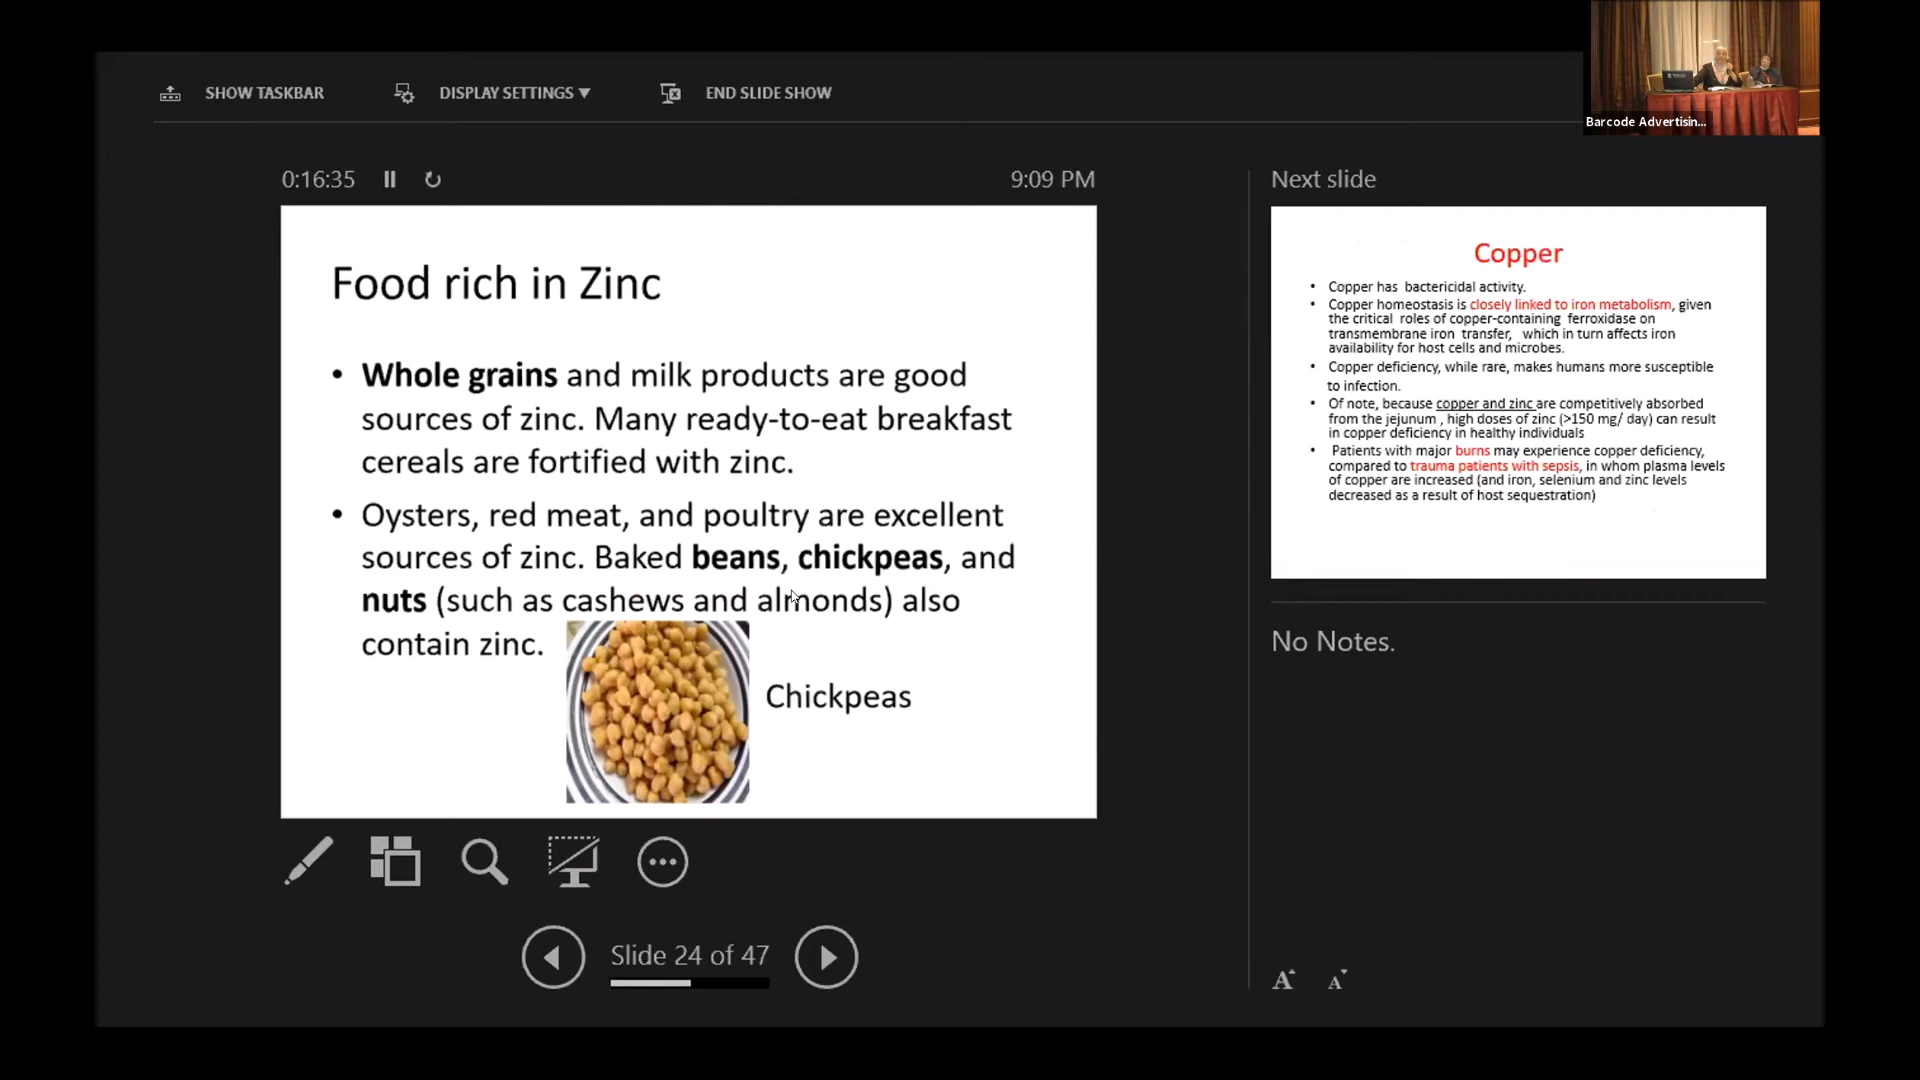 SHOW TASKBAR
DISPLAY SETTINGS ▼
END SLIDE SHOW
Barcode Advertisin...
0:16:35
9:09 PM
Food rich in Zinc
• Whole grains and milk products are good
sources of zinc. Many ready-to-eat breakfast
cereals are fortified with zinc.
• Oysters, red meat, and poultry are excellent
sources of zinc. Baked beans, chickpeas, and
nuts (such as cashews and almonds) also
contain zinc.
Chickpeas
Slide 24 of 47
Next slide
Copper
• Copper has bactericidal activity.
• Copper homeostasis is closely linked to iron metabolism, given
the critical roles of copper-containing ferroxidase on
transmembrane iron transfer, which in turn affects iron
availability for host cells and microbes.
• Copper deficiency, while rare, makes humans more susceptible
to infection.
• Of note, because copper and zinc are competitively absorbed
from the jejunum , high doses of zinc (>150 mg/ day) can result
in copper deficiency in healthy individuals
• Patients with major burns may experience copper deficiency,
compared to trauma patients with sepsis, in whom plasma levels
of copper are increased (and iron, selenium and zinc levels
decreased as a result of host sequestration)
No Notes.
A A